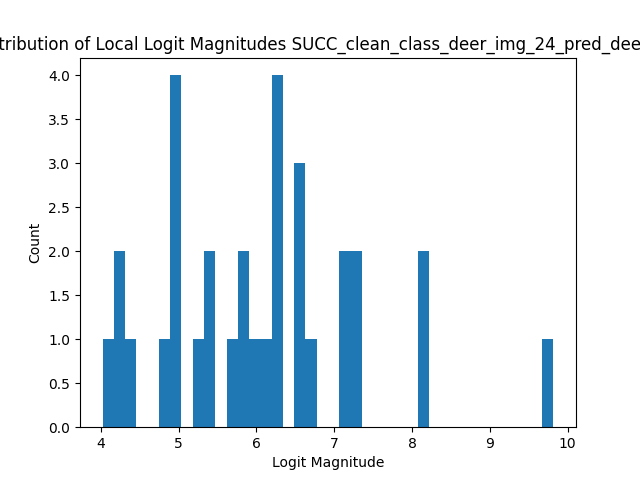 tribution of Local Logit Magnitudes SUCC_clean_class_deer_img_24_pred_dee
4.0
3.5
3.0
2.5
2.0
1.5
1.0
0.5
0.0
Count
4 5 6 7 8 9 10
Logit Magnitude